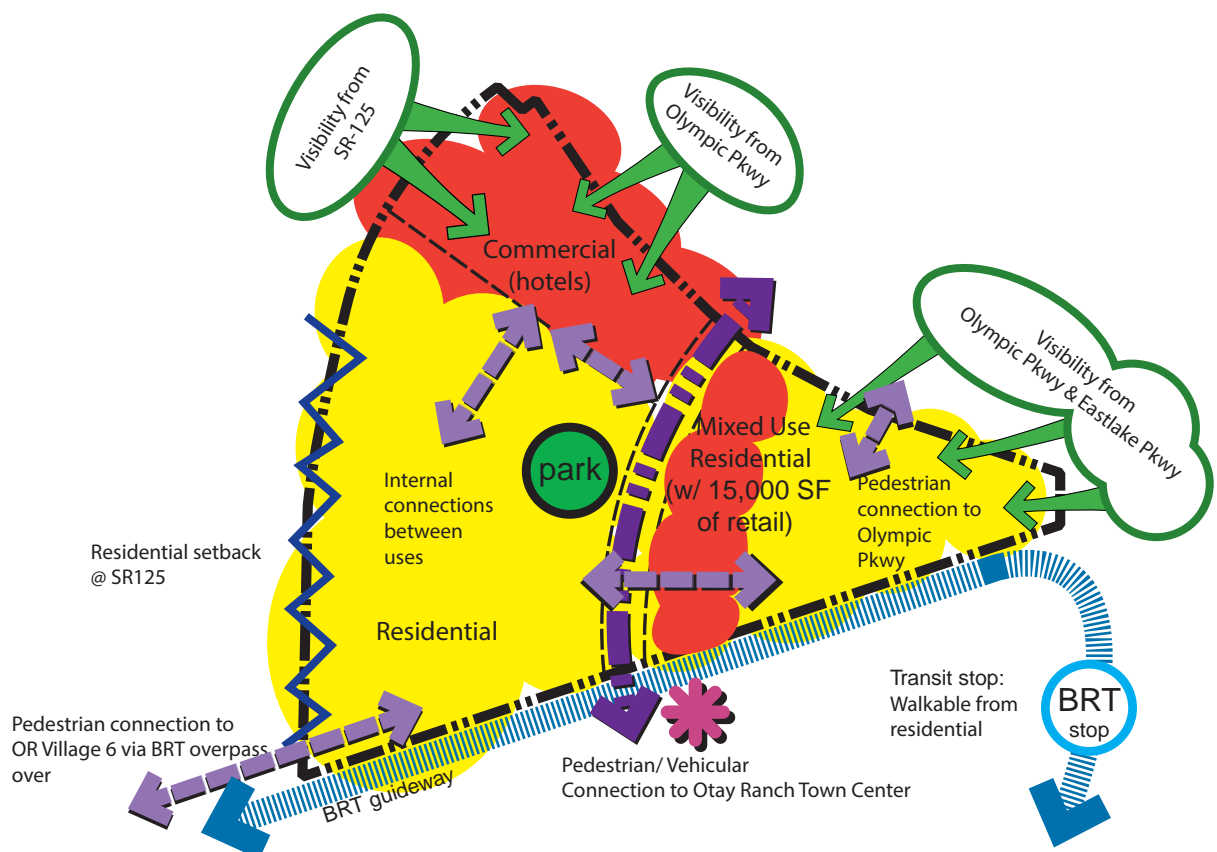 Visibility from
SR-125
Visibility from
Olympic Pkwy
Commercial
(hotels)
Visibility from
Olympic Pkwy & Eastlake Pkwy
Mixed Use
Residential
(w/ 15,000 SF
of retail)
park
Internal
connections
between
uses
Pedestrian
connection to
Olympic
Pkwy
Residential setback
@ SR125
Residential
Transit stop:
Walkable from
residential
BRT
stop
Pedestrian connection to
OR Village 6 via BRT overpass
over
BRT guideway
Pedestrian/ Vehicular
Connection to Otay Ranch Town Center